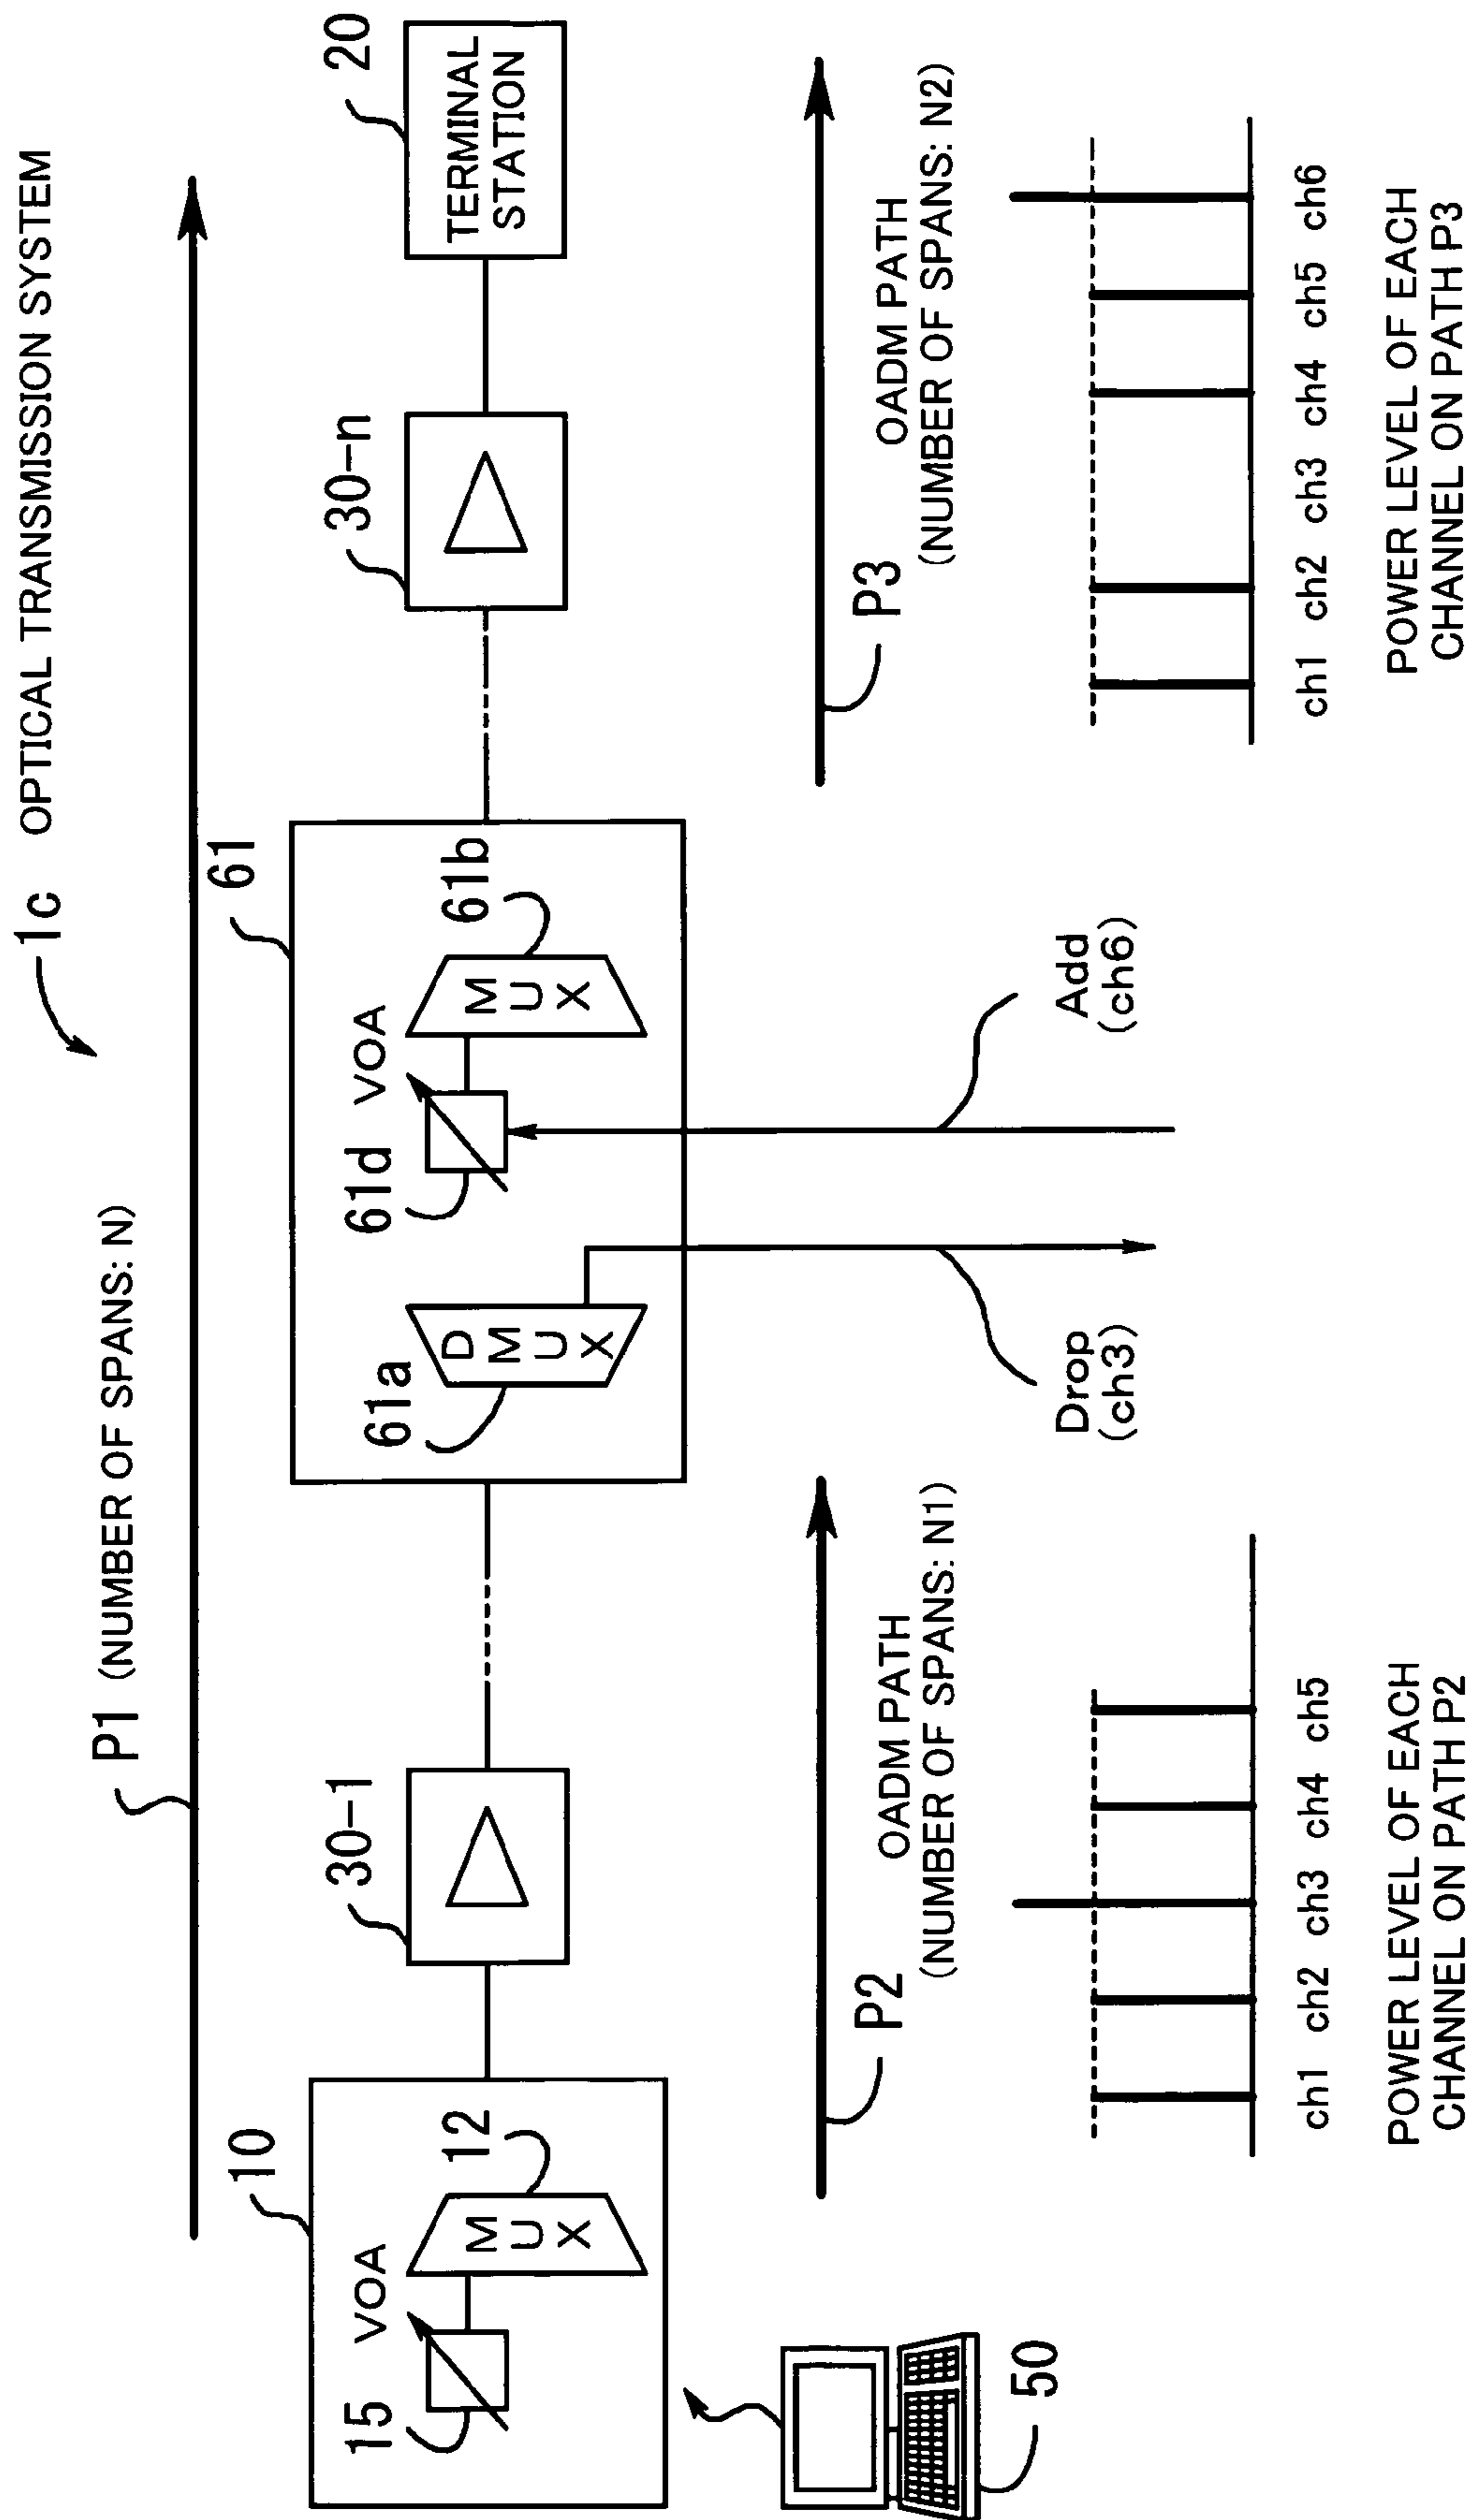 1c OPTICAL TRANSMISSION SYSTEM
P1 (NUMBER OF SPANS: N)
10
15 VOA
MUX
12
50
30-1
61
61a
DMUX
61d VOA
MUX
61b
30-n
20
TERMINAL
STATION
P2
OADM PATH
(NUMBER OF SPANS: N1)
Drop
(ch3)
Add
(ch6)
P3
OADM PATH
(NUMBER OF SPANS: N2)
ch1 ch2 ch3 ch4 ch5
POWER LEVEL OF EACH
CHANNEL ON PATH P2
ch1 ch2 ch3 ch4 ch5 ch6
POWER LEVEL OF EACH
CHANNEL ON PATH P3